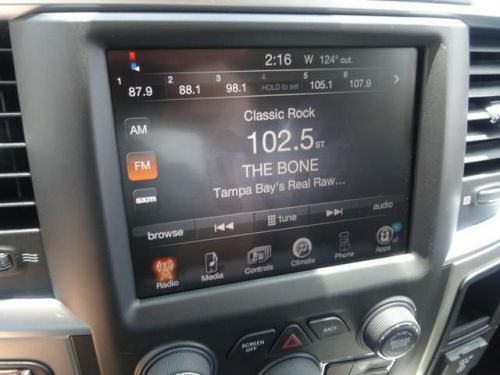 2:16 W 124° out.
1 87.9 2 88.1 3 98.1 4 HOLD to set 5 105.1 6 107.9
Classic Rock
AM
102.5 ST
FM
THE BONE
sxm
Tampa Bay's Real Raw...
browse tune audio
Radio Media Controls Climate Phone Apps
SCREEN OFF BACK